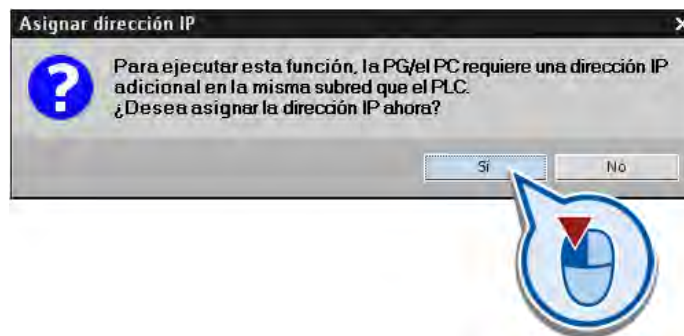 Asignar dirección IP
Para ejecutar esta función, la PG/el PC requiere una dirección IP
adicional en la misma subred que el PLC.
¿Desea asignar la dirección IP ahora?
Sí
No